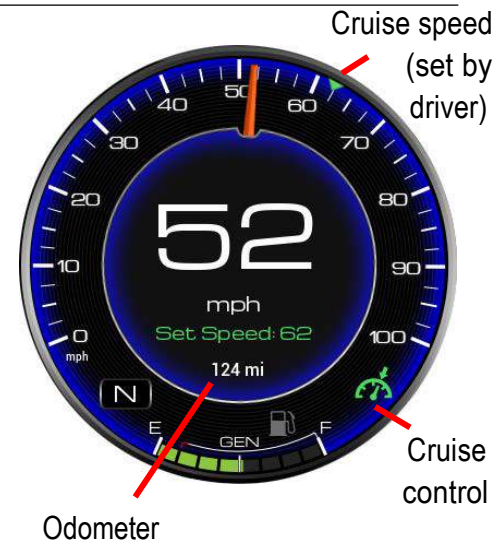 Cruise speed
(set by
driver)
0
10
20
30
40
50
60
70
80
90
100
mph
52
mph
Set Speed: 62
124 mi
N
E
GEN
F
Cruise
control
Odometer